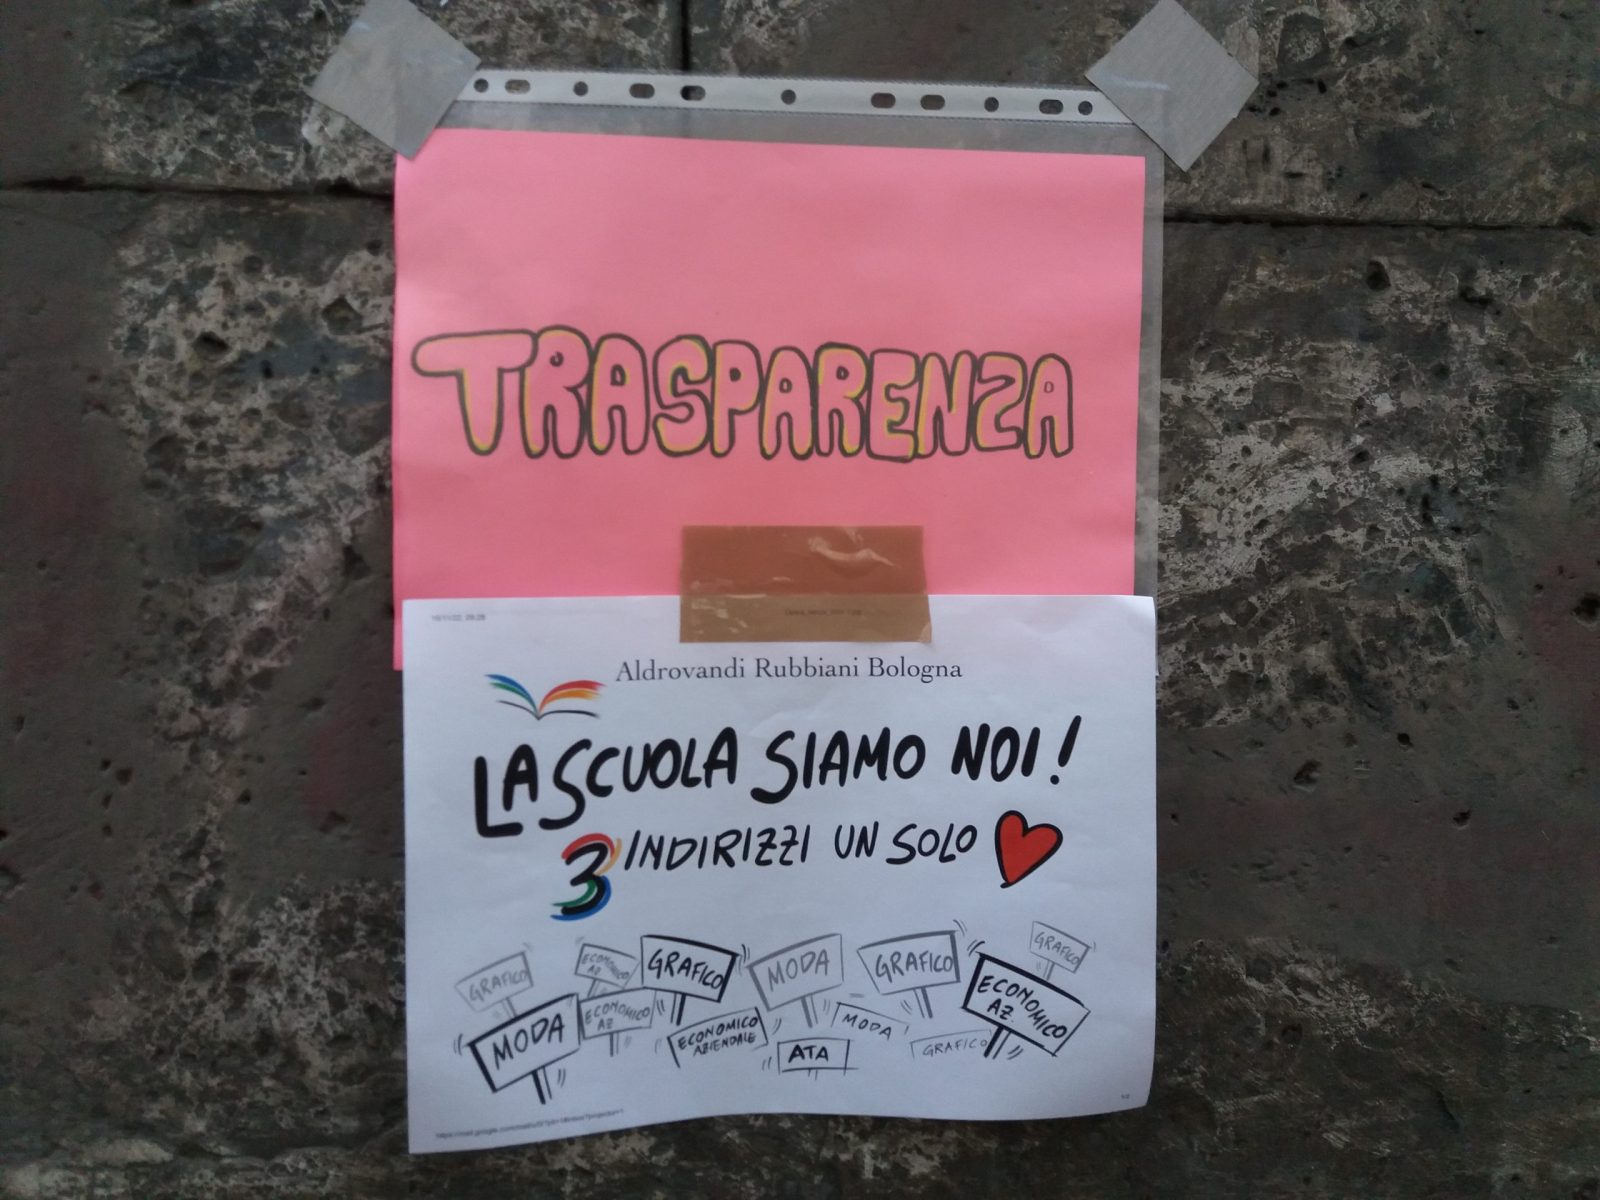 TRASPARENZA
Aldrovandi Rubbiani Bologna
LA SCUOLA SIAMO NOI!
3 INDIRIZZI UN SOLO
GRAFICO
ECONOMICO
AZ
GRAFICO
MODA
GRAFICO
GRAFICO
MODA
ECONOMICO
AZ
ECONOMICO
AZIENDALE
ATA
MODA
GRAFICO
ECONOMICO
AZ.